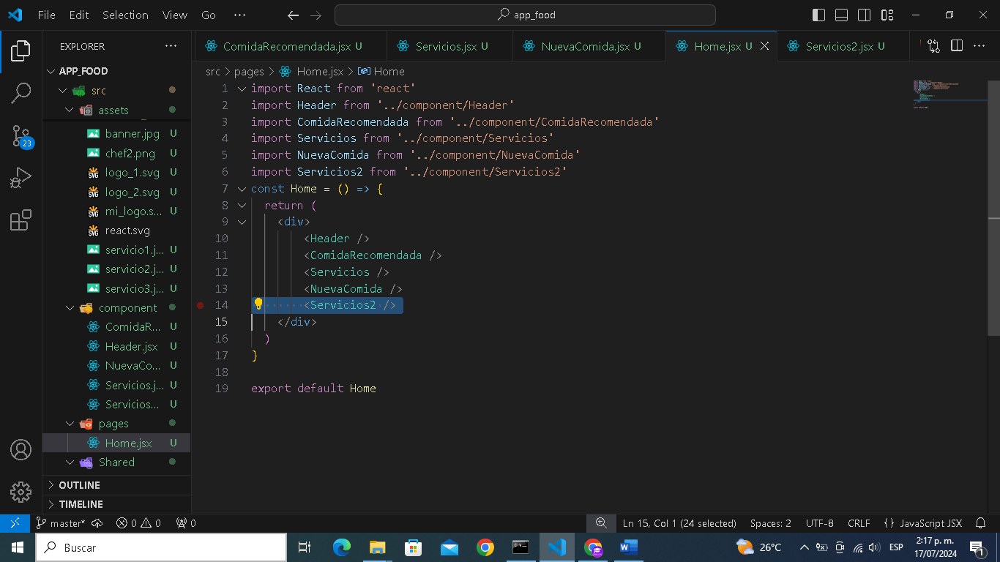 File Edit Selection View Go ··· app_food
EXPLORER ···
APP_FOOD
src
assets
banner.jpg U
chef2.png U
logo_1.svg U
logo_2.svg U
mi_logo.s... U
react.svg
servicio1.j... U
servicio2.j... U
servicio3.j... U
component
ComidaR... U
Header.jsx U
NuevaCo... U
Servicios.j... U
Servicios... U
pages
Home.jsx U
Shared
OUTLINE
TIMELINE
23
ComidaRecomendada.jsx U Servicios.jsx U NuevaComida.jsx U Home.jsx U Servicios2.jsx U ···
src > pages > Home.jsx > Home
1 import React from 'react'
2 import Header from '../component/Header'
3 import ComidaRecomendada from '../component/ComidaRecomendada'
4 import Servicios from '../component/Servicios'
5 import NuevaComida from '../component/NuevaComida'
6 import Servicios2 from '../component/Servicios2'
7 const Home = () => {
8 return (
9 <div>
10 <Header />
11 <ComidaRecomendada />
12 <Servicios />
13 <NuevaComida />
14 <Servicios2 />
15 </div>
16 )
17 }
18
19 export default Home
master* 0 0 0 Ln 15, Col 1 (24 selected) Spaces: 2 UTF-8 CRLF {} JavaScript JSX
Buscar 26°C ESP 2:17 p. m.
17/07/2024 1